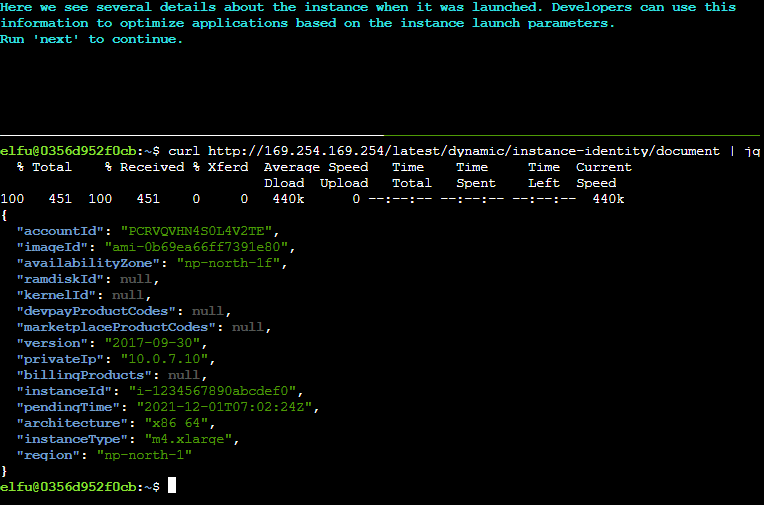 Here we see several details about the instance when it was launched. Developers can use this
information to optimize applications based on the instance launch parameters.
Run 'next' to continue.
elfu@0356d952f0cb:~$ curl http://169.254.169.254/latest/dynamic/instance-identity/document | jq
  % Total    % Received % Xferd  Average Speed   Time    Time     Time  Current
                                 Dload  Upload   Total   Spent    Left  Speed
100   451  100   451    0     0   440k      0 --:--:-- --:--:-- --:--:--  440k
{
  "accountId": "PCRVQVHN4S0L4V2TE",
  "imageId": "ami-0b69ea66ff7391e80",
  "availabilityZone": "np-north-1f",
  "ramdiskId": null,
  "kernelId": null,
  "devpayProductCodes": null,
  "marketplaceProductCodes": null,
  "version": "2017-09-30",
  "privateIp": "10.0.7.10",
  "billingProducts": null,
  "instanceId": "i-1234567890abcdef0",
  "pendingTime": "2021-12-01T07:02:24Z",
  "architecture": "x86_64",
  "instanceType": "m4.xlarge",
  "region": "np-north-1"
}
elfu@0356d952f0cb:~$